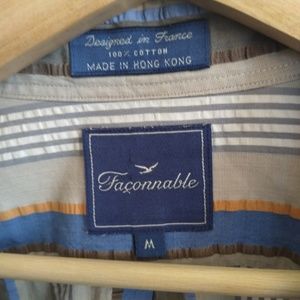 Designed in France
100% COTTON
MADE IN HONG KONG
Façonnable
M